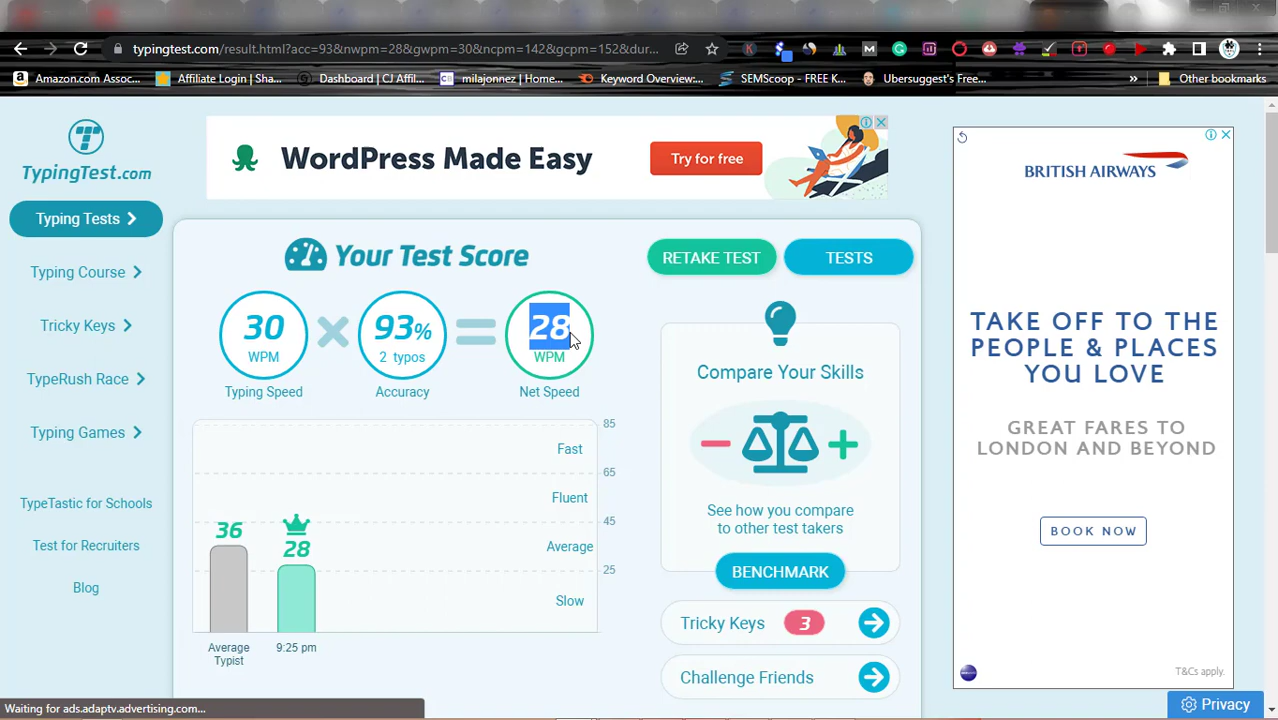 typingtest.com/result.html?acc=93&nwpm=28&gwpm=30&ncpm=142&gcpm=152&dur...
Amazon.com Assoc...
Affiliate Login | Sha...
Dashboard | CJ Affil...
milajonnez | Home...
Keyword Overview...
SEMScoop - FREE K...
Ubersuggest's Free...
»
Other bookmarks
TypingTest.com
Typing Tests
Typing Course
Tricky Keys
TypeRush Race
Typing Games
TypeTastic for Schools
Test for Recruiters
Blog
WordPress Made Easy
Try for free
Your Test Score
RETAKE TEST
TESTS
30
WPM
Typing Speed
93%
2 typos
Accuracy
28
WPM
Net Speed
85
Fast
65
Fluent
45
Average
25
Slow
36
28
Average
Typist
9:25 pm
Compare Your Skills
See how you compare
to other test takers
BENCHMARK
Tricky Keys 3
Challenge Friends
BRITISH AIRWAYS
TAKE OFF TO THE
PEOPLE & PLACES
YOU LOVE
GREAT FARES TO
LONDON AND BEYOND
BOOK NOW
T&Cs apply.
Privacy
Waiting for ads.adaptv.advertising.com...